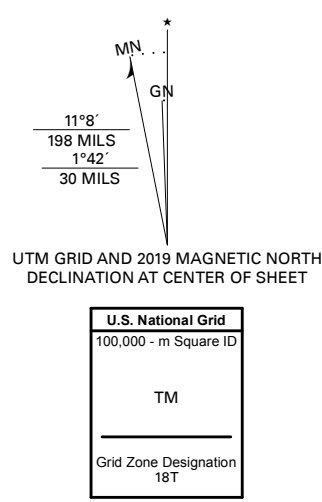 ★
MN
GN
11°8´
198 MILS
1°42´
30 MILS
UTM GRID AND 2019 MAGNETIC NORTH
DECLINATION AT CENTER OF SHEET
U.S. National Grid
100,000 - m Square ID
TM
Grid Zone Designation
18T